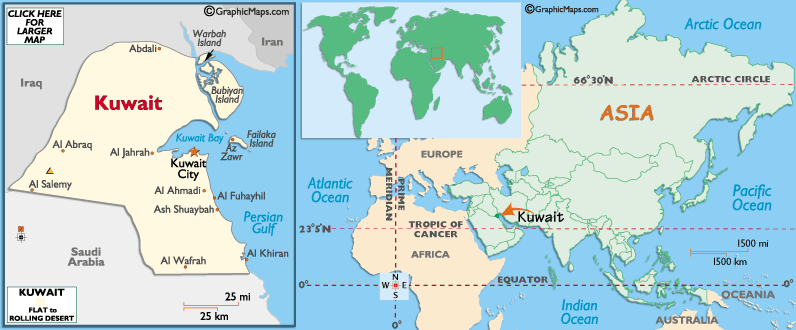 ©GraphicMaps.com
CLICK HERE
FOR
LARGER
MAP
Warbah
Island
Iran
Abdali
Iraq
Bubiyan
Island
Kuwait
Kuwait Bay
Failaka
Island
Az
Zawr
Al Abraq
Al Jahrah
Kuwait
City
Al Salemy
Al Ahmadi
Al Fuhayhil
Ash Shuaybah
Persian
Gulf
Saudi
Arabia
Al Wafrah
Al Khiran
KUWAIT
FLAT to
ROLLING DESERT
25 mi
25 km
©GraphicMaps.com
Arctic Ocean
66°30'N
ARCTIC CIRCLE
ASIA
EUROPE
Atlantic
Ocean
PRIME
MERIDIAN
Pacific
Ocean
Kuwait
TROPIC OF
CANCER
23°5'N
AFRICA
1500 mi
1500 km
EQUATOR
N
W E
S
0°
0°
0°
OCEANIA
Indian
Ocean
AUSTRALIA